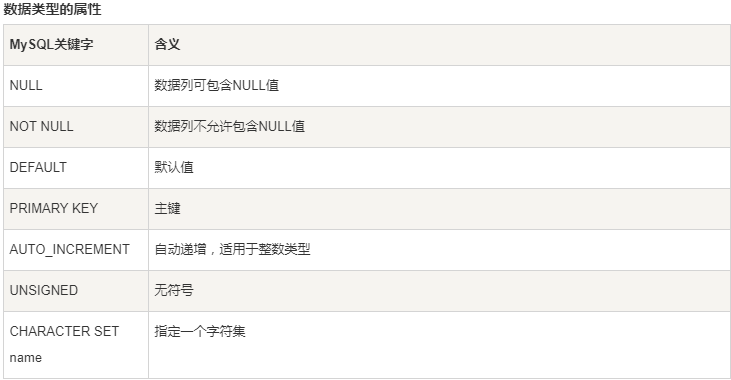 数据类型的属性
MySQL关键字 含义
NULL 数据列可包含NULL值
NOT NULL 数据列不允许包含NULL值
DEFAULT 默认值
PRIMARY KEY 主键
AUTO_INCREMENT 自动递增，适用于整数类型
UNSIGNED 无符号
CHARACTER SET 指定一个字符集
name